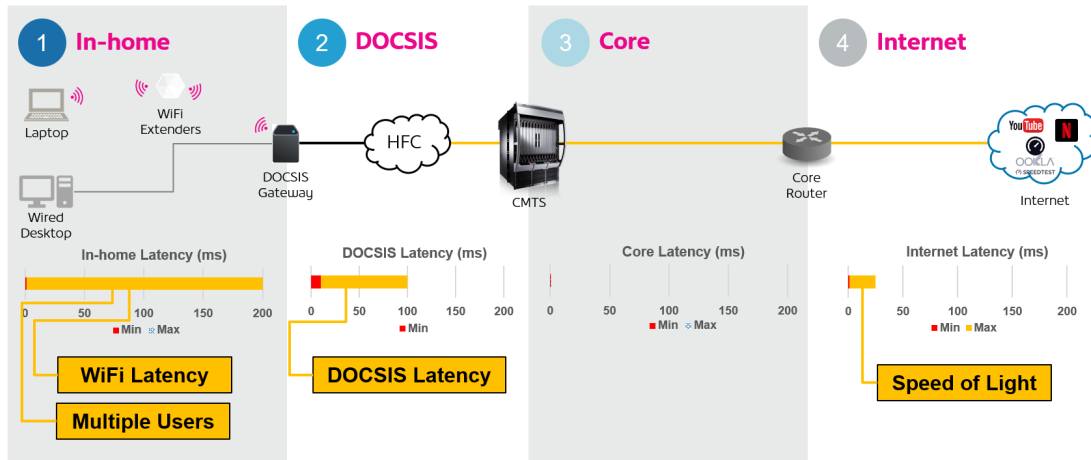 1 In-home
2 DOCSIS
3 Core
4 Internet
Laptop
WiFi
Extenders
Wired
Desktop
DOCSIS
Gateway
HFC
CMTS
Core
Router
YouTube
N
OOKLA
SPEEDTEST
Internet
In-home Latency (ms)
0 50 100 150 200
Min Max
WiFi Latency
Multiple Users
DOCSIS Latency (ms)
0 50 100 150 200
Min
DOCSIS Latency
Core Latency (ms)
0 50 100 150 200
Min Max
Internet Latency (ms)
0 50 100 150 200
Min Max
Speed of Light